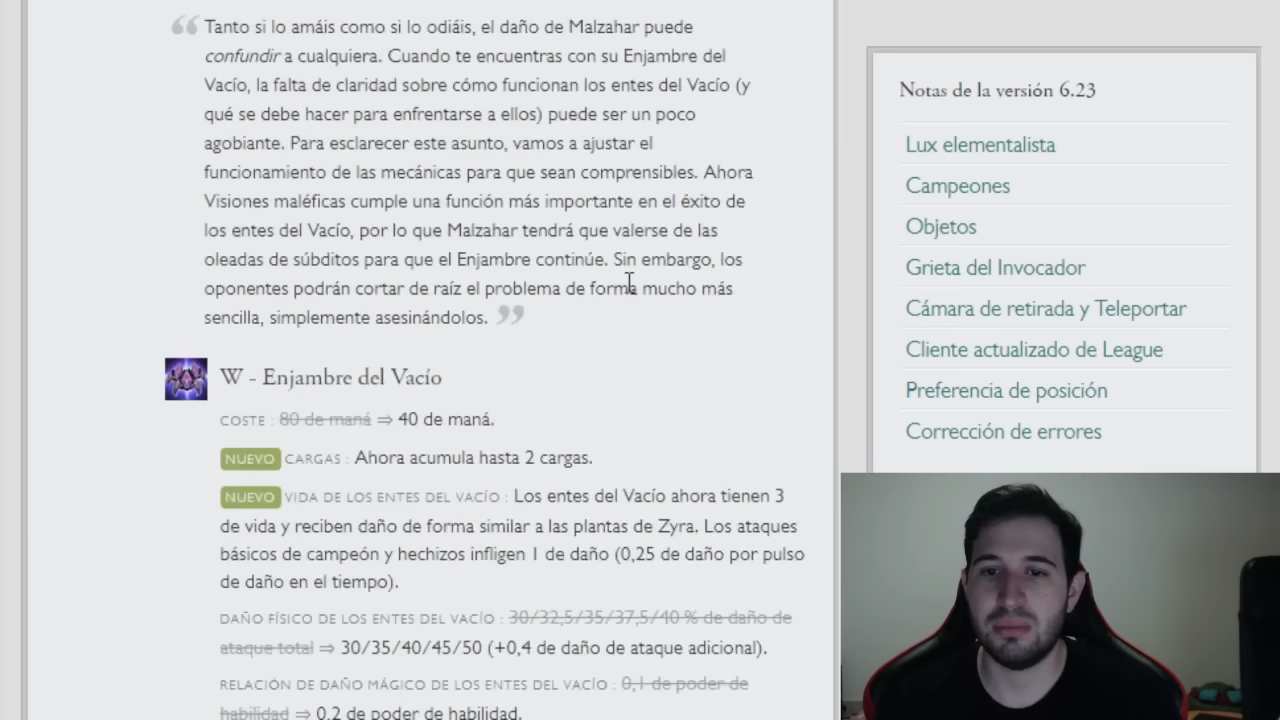 Tanto si lo amáis como si lo odiáis, el daño de Malzahar puede
confundir a cualquiera. Cuando te encuentras con su Enjambre del
Vacío, la falta de claridad sobre cómo funcionan los entes del Vacío (y
qué se debe hacer para enfrentarse a ellos) puede ser un poco
agobiante. Para esclarecer este asunto, vamos a ajustar el
funcionamiento de las mecánicas para que sean comprensibles. Ahora
Visiones maléficas cumple una función más importante en el éxito de
los entes del Vacío, por lo que Malzahar tendrá que valerse de las
oleadas de súbditos para que el Enjambre continúe. Sin embargo, los
oponentes podrán cortar de raíz el problema de forma mucho más
sencilla, simplemente asesinándolos.
W - Enjambre del Vacío
COSTE : 80 de maná ⇒ 40 de maná.
NUEVO CARGAS : Ahora acumula hasta 2 cargas.
NUEVO VIDA DE LOS ENTES DEL VACÍO : Los entes del Vacío ahora tienen 3
de vida y reciben daño de forma similar a las plantas de Zyra. Los ataques
básicos de campeón y hechizos infligen 1 de daño (0,25 de daño por pulso
de daño en el tiempo).
DAÑO FÍSICO DE LOS ENTES DEL VACÍO : 30/32,5/35/37,5/40 % de daño de
ataque total ⇒ 30/35/40/45/50 (+0,4 de daño de ataque adicional).
RELACIÓN DE DAÑO MÁGICO DE LOS ENTES DEL VACÍO : 0,1 de poder de
habilidad ⇒ 0,2 de poder de habilidad.
Notas de la versión 6.23
Lux elementalista
Campeones
Objetos
Grieta del Invocador
Cámara de retirada y Teleportar
Cliente actualizado de League
Preferencia de posición
Corrección de errores